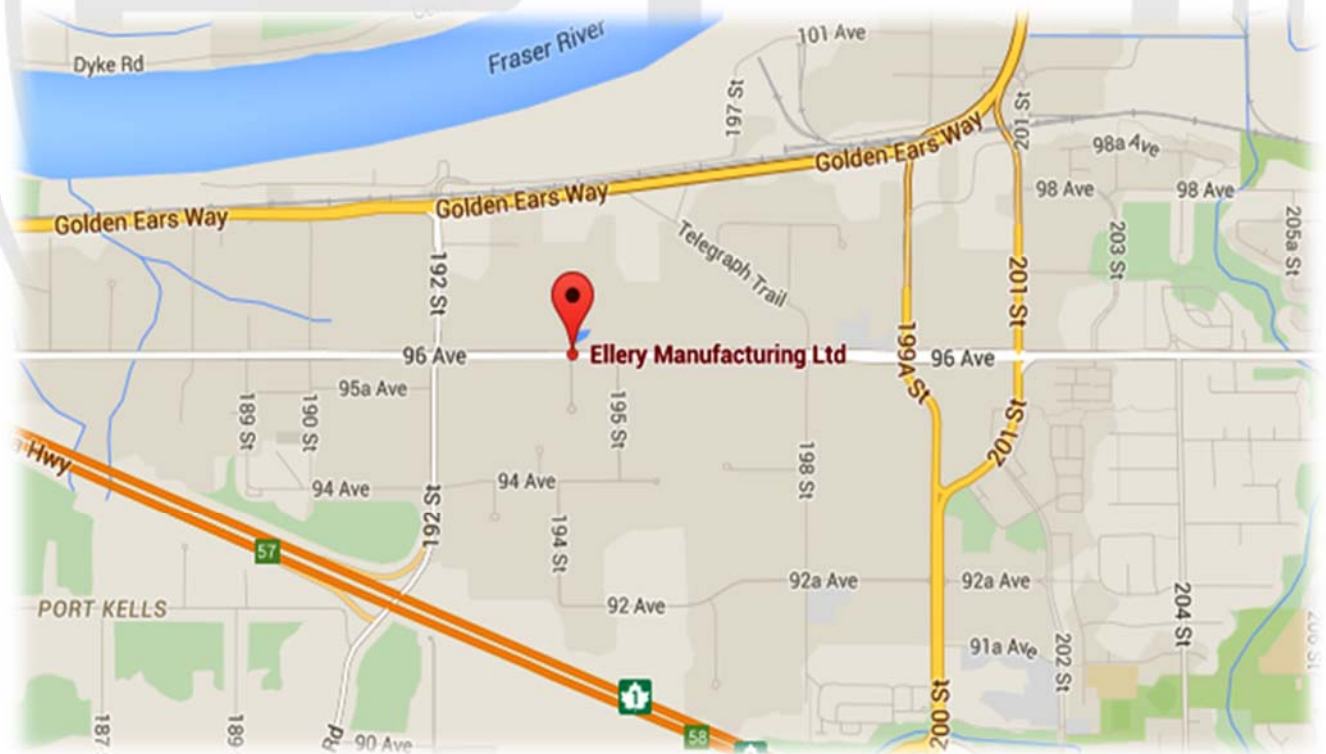 Fraser River
101 Ave
Dyke Rd
197 St
201 St
Golden Ears Way
98a Ave
Golden Ears Way
98 Ave
98 Ave
Golden Ears Way
205a St
203 St
Telegraph Trail
192 St
201 St
96 Ave
Ellery Manufacturing Ltd
199A St
96 Ave
95a Ave
189 St
190 St
195 St
201 St
Hwy
198 St
94 Ave
94 Ave
192 St
194 St
57
92a Ave
92a Ave
PORT KELLS
92 Ave
204 St
91a Ave
202 St
1
200 St
187
189
Rd
90 Ave
58